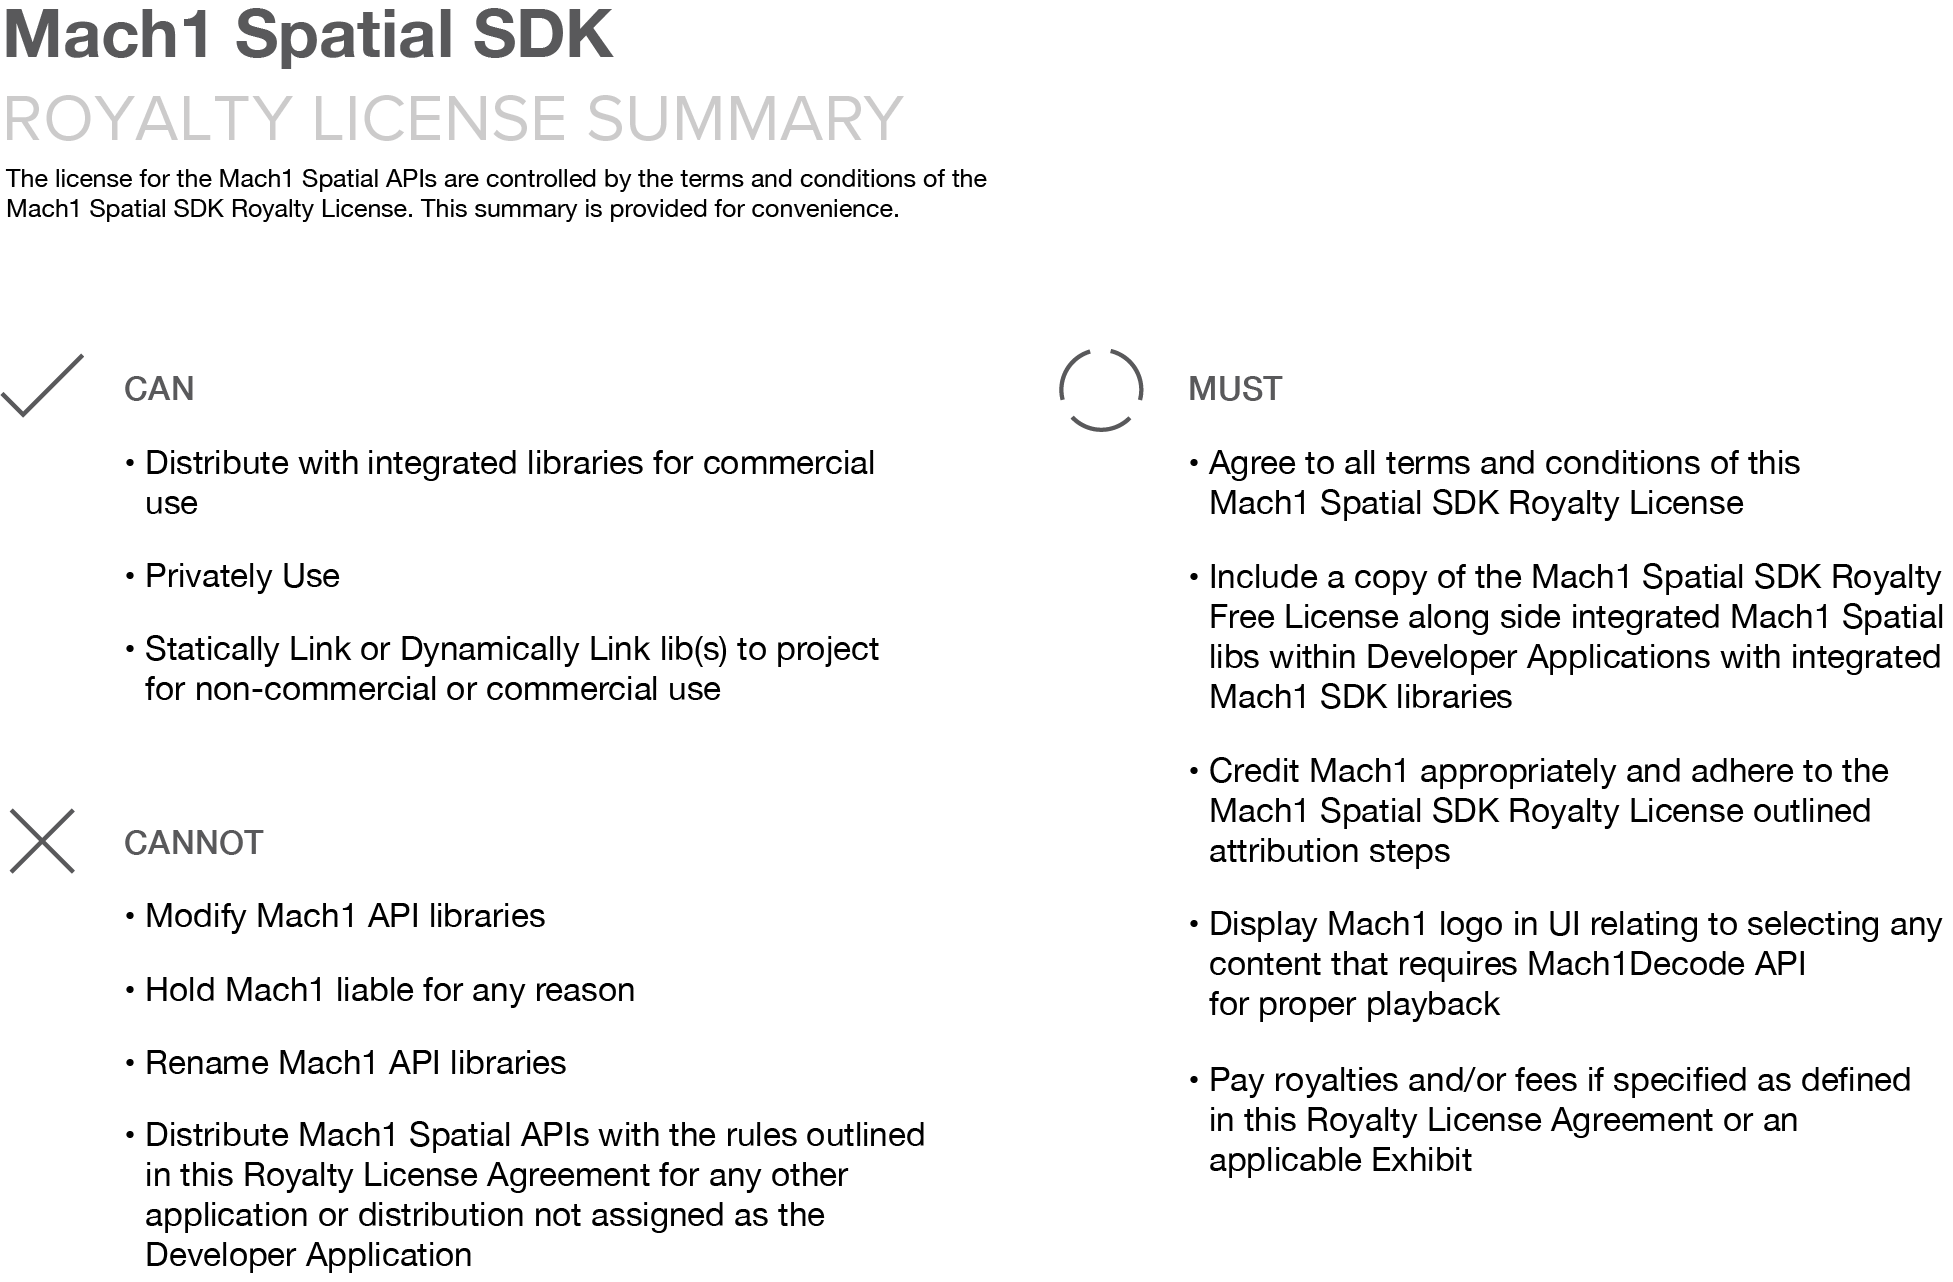 Mach1 Spatial SDK
ROYALTY LICENSE SUMMARY
The license for the Mach1 Spatial APIs are controlled by the terms and conditions of the
Mach1 Spatial SDK Royalty License. This summary is provided for convenience.
CAN
• Distribute with integrated libraries for commercial
use
• Privately Use
• Statically Link or Dynamically Link lib(s) to project
for non-commercial or commercial use
CANNOT
• Modify Mach1 API libraries
• Hold Mach1 liable for any reason
• Rename Mach1 API libraries
• Distribute Mach1 Spatial APIs with the rules outlined
in this Royalty License Agreement for any other
application or distribution not assigned as the
Developer Application
MUST
• Agree to all terms and conditions of this
Mach1 Spatial SDK Royalty License
• Include a copy of the Mach1 Spatial SDK Royalty
Free License along side integrated Mach1 Spatial
libs within Developer Applications with integrated
Mach1 SDK libraries
• Credit Mach1 appropriately and adhere to the
Mach1 Spatial SDK Royalty License outlined
attribution steps
• Display Mach1 logo in UI relating to selecting any
content that requires Mach1Decode API
for proper playback
• Pay royalties and/or fees if specified as defined
in this Royalty License Agreement or an
applicable Exhibit